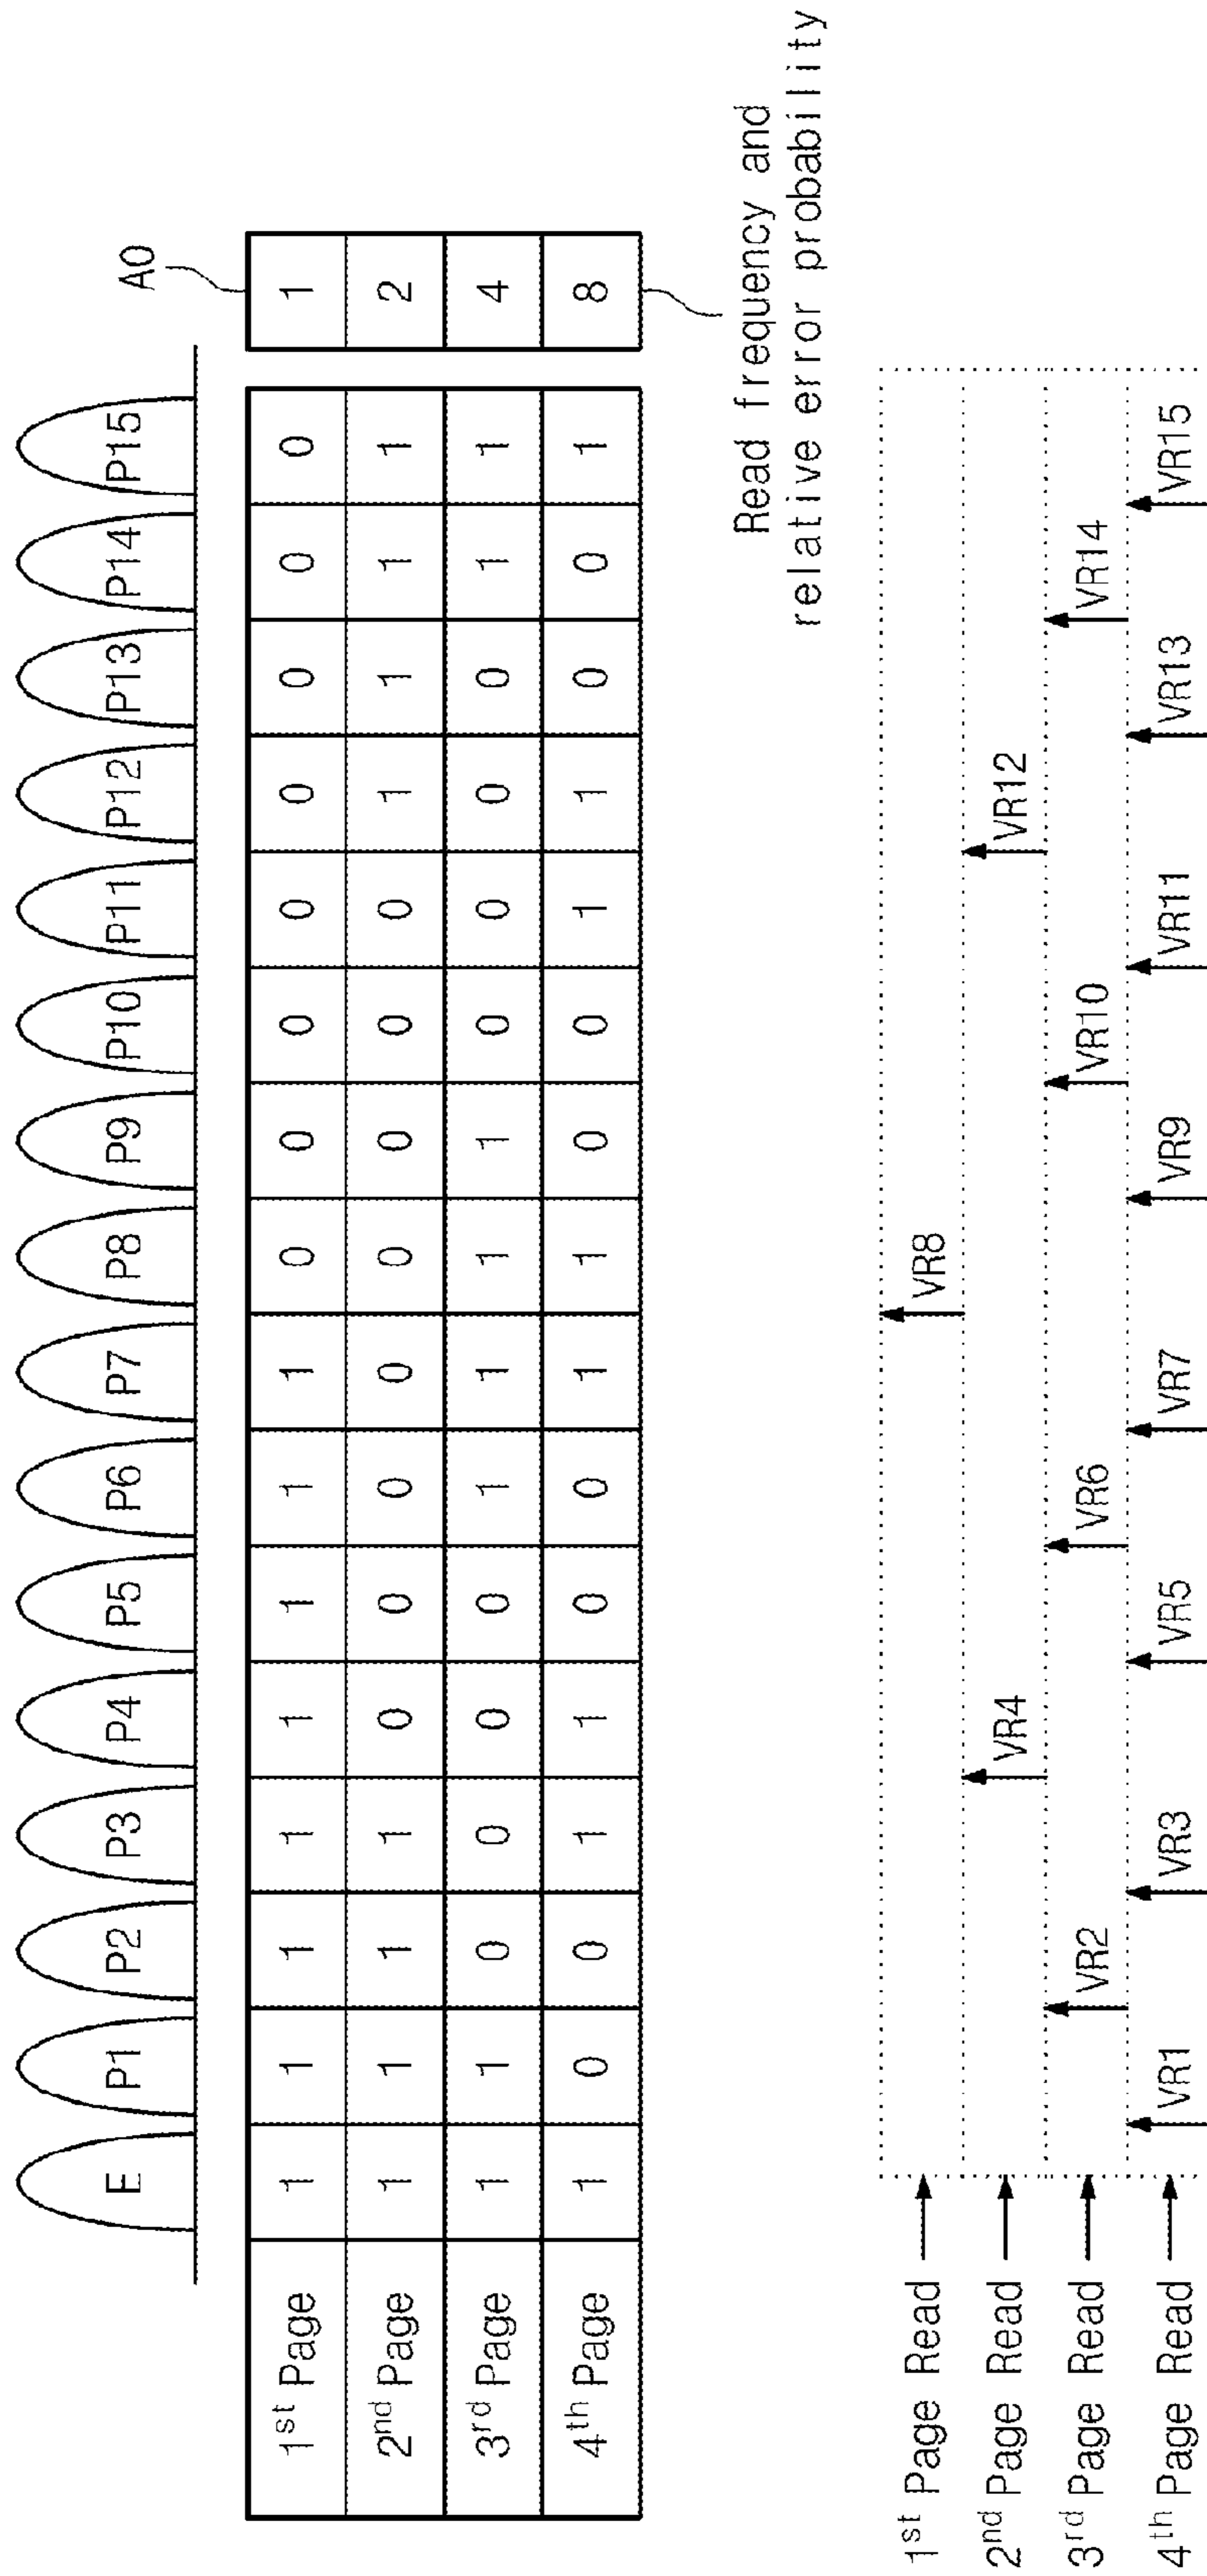 E P1 P2 P3 P4 P5 P6 P7 P8 P9 P10 P11 P12 P13 P14 P15 A0
1st Page 1 1 1 1 1 1 1 1 0 0 0 0 0 0 0 0 1
2nd Page 1 1 1 1 0 0 0 0 0 0 0 0 1 1 1 1 2
3rd Page 1 1 0 0 0 0 1 1 1 1 0 0 0 0 1 1 4
4th Page 1 0 0 1 1 0 0 1 1 0 0 1 1 0 0 1 8
Read frequency and
relative error probability
1st Page Read VR8
2nd Page Read VR4 VR12
3rd Page Read VR2 VR6 VR10 VR14
4th Page Read VR1 VR3 VR5 VR7 VR9 VR11 VR13 VR15